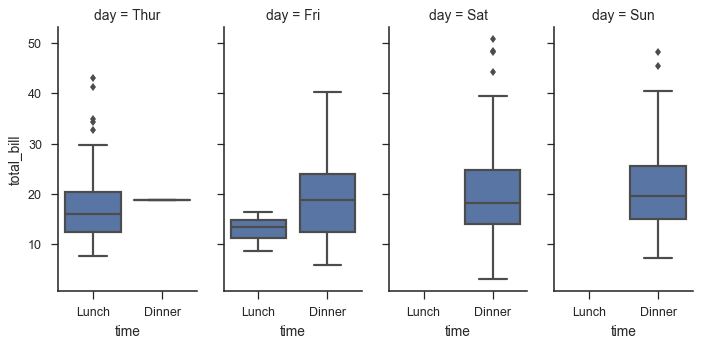 day = Thur
day = Fri
day = Sat
day = Sun
total_bill
50
40
30
20
10
Lunch Dinner
Lunch Dinner
Lunch Dinner
Lunch Dinner
time
time
time
time